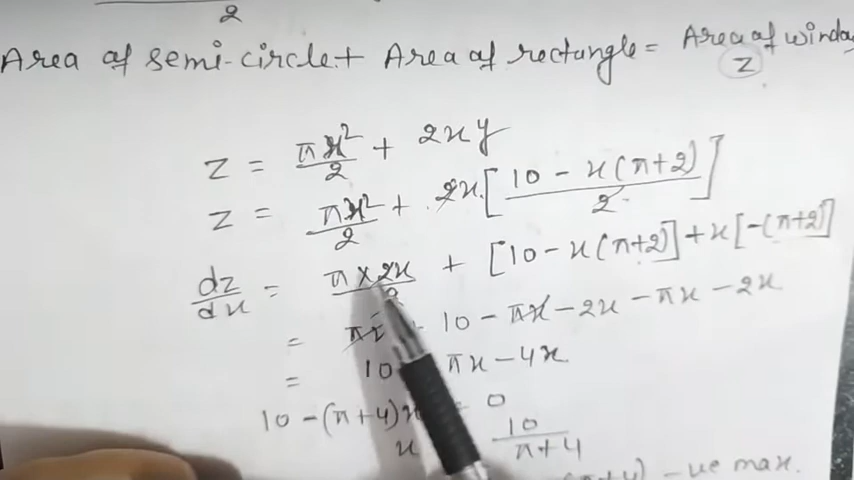 2
Area of semi-circle + Area of rectangle = Area of window
z
z = πx²/2 + 2xy
z = πx²/2 + 2x[10 - x(π+2)/2]
dz/dx = π×2x/2 + [10 - x(π+2)] + x[-(π+2)]
= πx + 10 - πx - 2x - πx - 2x
= 10 - πx - 4x
10 - (π+4)x = 0
x 10/π+4
(π+4) -ve max.